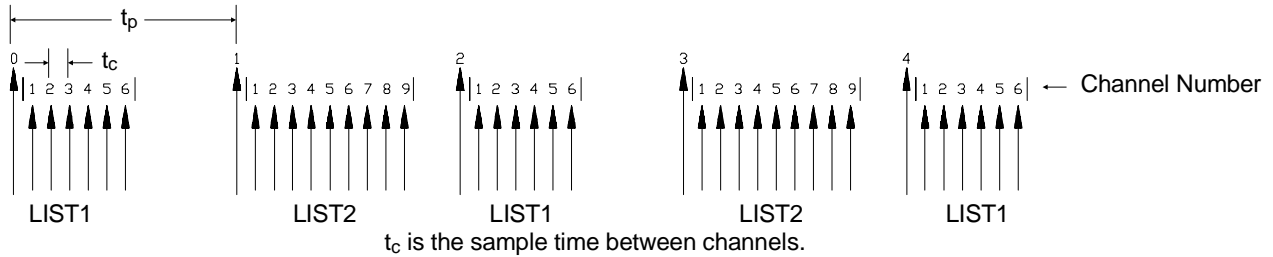 tp
0 1 2 3 4
tc
1 2 3 4 5 6 1 2 3 4 5 6 7 8 9 1 2 3 4 5 6 1 2 3 4 5 6 7 8 9 1 2 3 4 5 6 Channel Number
LIST1 LIST2 LIST1 LIST2 LIST1
tc is the sample time between channels.